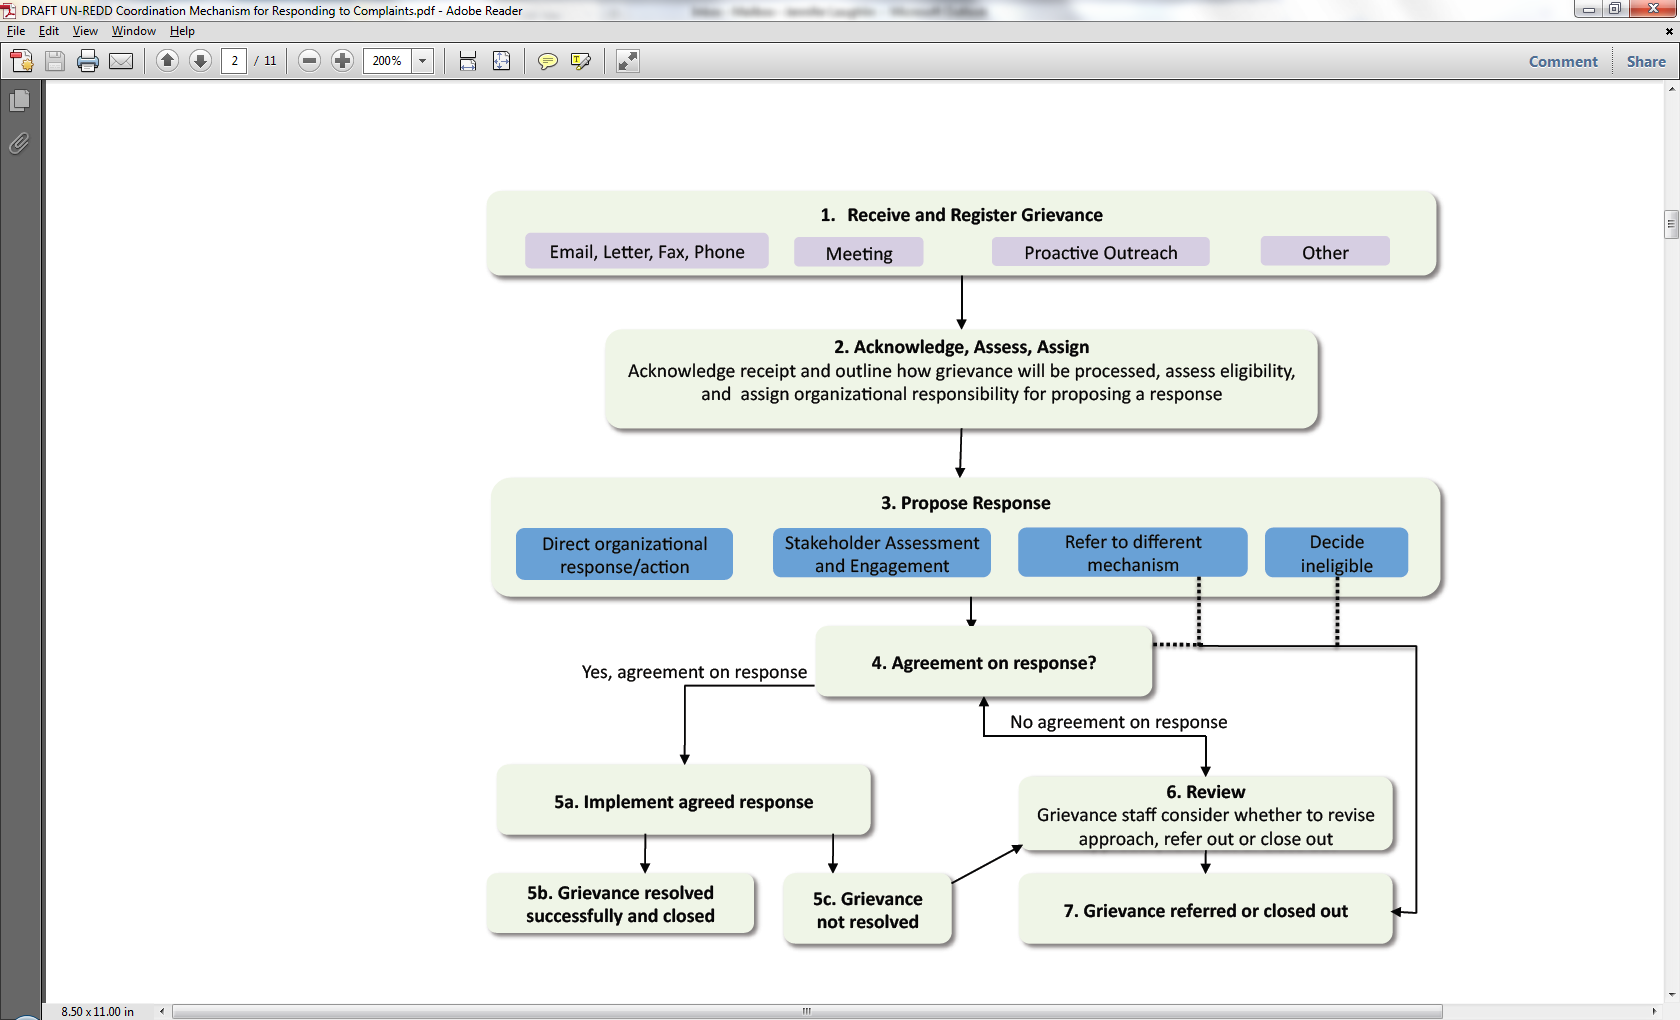 DRAFT UN-REDD Coordination Mechanism for Responding to Complaints.pdf - Adobe Reader
File Edit View Window Help
2 / 11 200% Comment Share
1. Receive and Register Grievance
Email, Letter, Fax, Phone Meeting Proactive Outreach Other
2. Acknowledge, Assess, Assign
Acknowledge receipt and outline how grievance will be processed, assess eligibility,
and assign organizational responsibility for proposing a response
3. Propose Response
Direct organizational
response/action
Stakeholder Assessment
and Engagement
Refer to different
mechanism
Decide
ineligible
4. Agreement on response?
Yes, agreement on response
No agreement on response
5a. Implement agreed response
6. Review
Grievance staff consider whether to revise
approach, refer out or close out
5b. Grievance resolved
successfully and closed
5c. Grievance
not resolved
7. Grievance referred or closed out
8.50 x 11.00 in